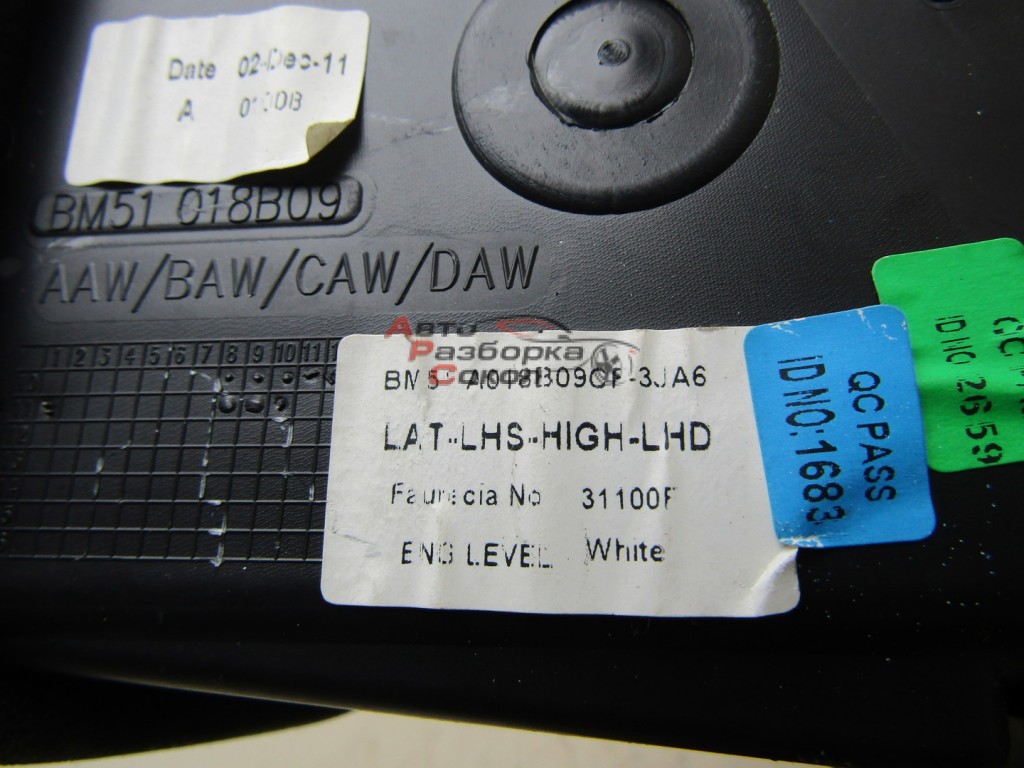 Date 02-Dec-11
A
BM51 018B09
AAW/BAW/CAW/DAW
1 2 3 4 5 6 7 8 9 10 11
Авто
Разборка
LAT-LHS-HIGH-LHD
Faurecia No 31100F
ENG LEVEL White
QC PASS
ID NO:1683
ID NO 2659